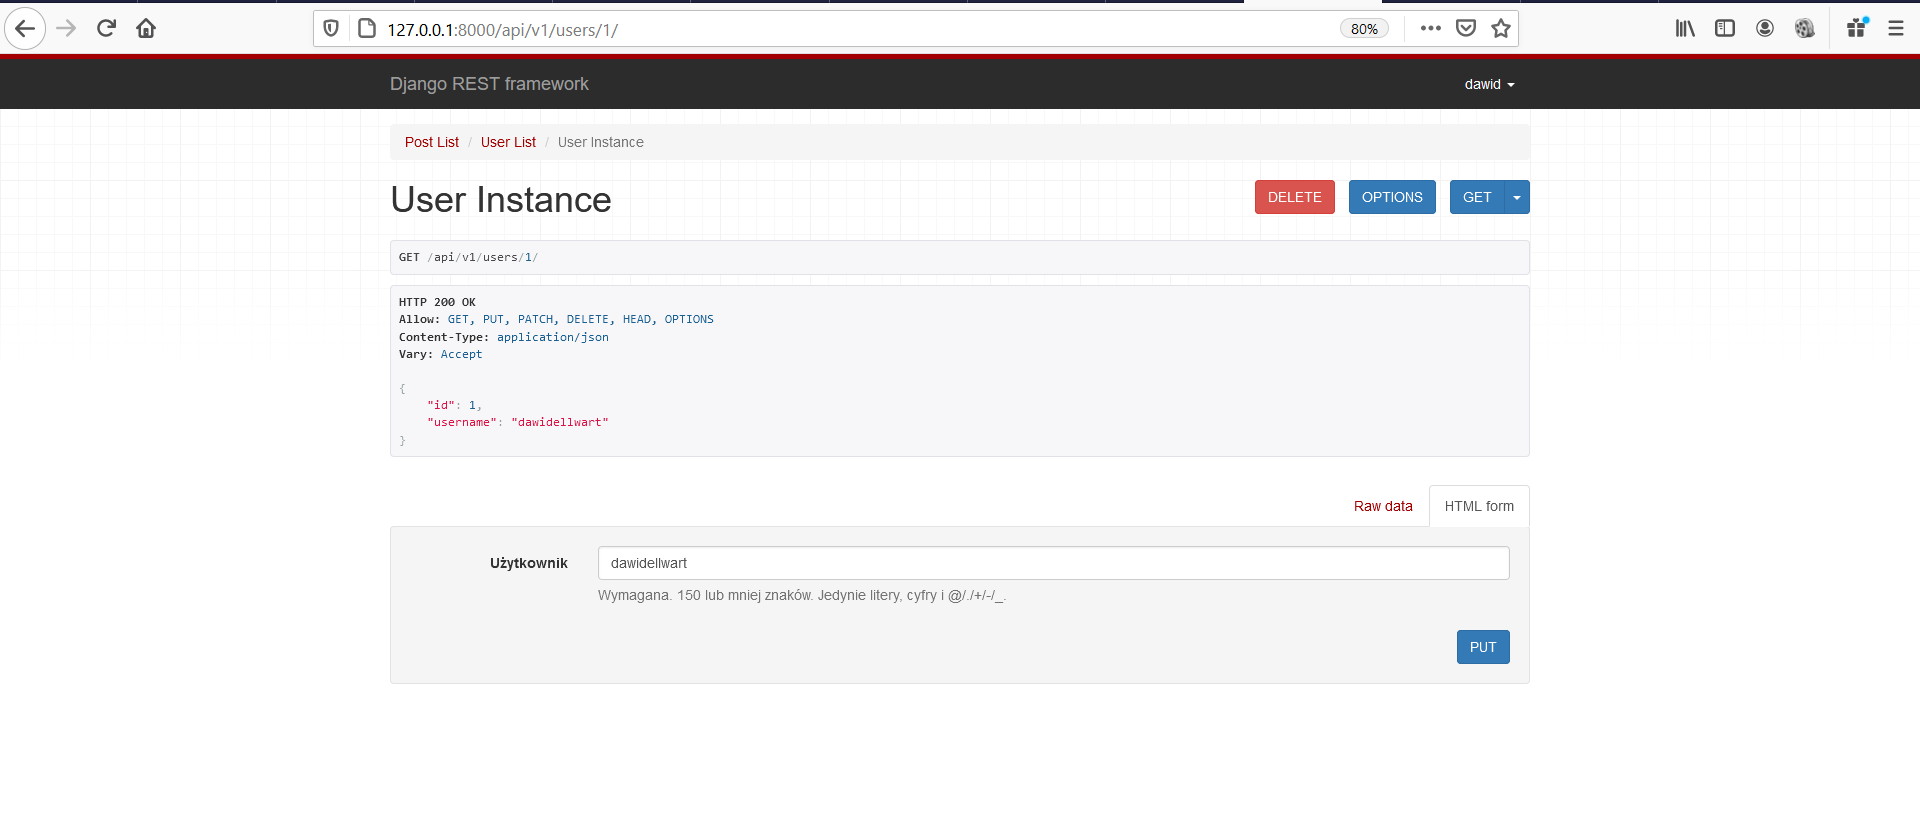 127.0.0.1:8000/api/v1/users/1/
80%
Django REST framework
dawid
Post List / User List / User Instance
User Instance
DELETE
OPTIONS
GET
GET /api/v1/users/1/
HTTP 200 OK
Allow: GET, PUT, PATCH, DELETE, HEAD, OPTIONS
Content-Type: application/json
Vary: Accept
{
    "id": 1,
    "username": "dawidellwart"
}
Raw data
HTML form
Użytkownik
dawidellwart
Wymagana. 150 lub mniej znaków. Jedynie litery, cyfry i @/./+/-/_.
PUT